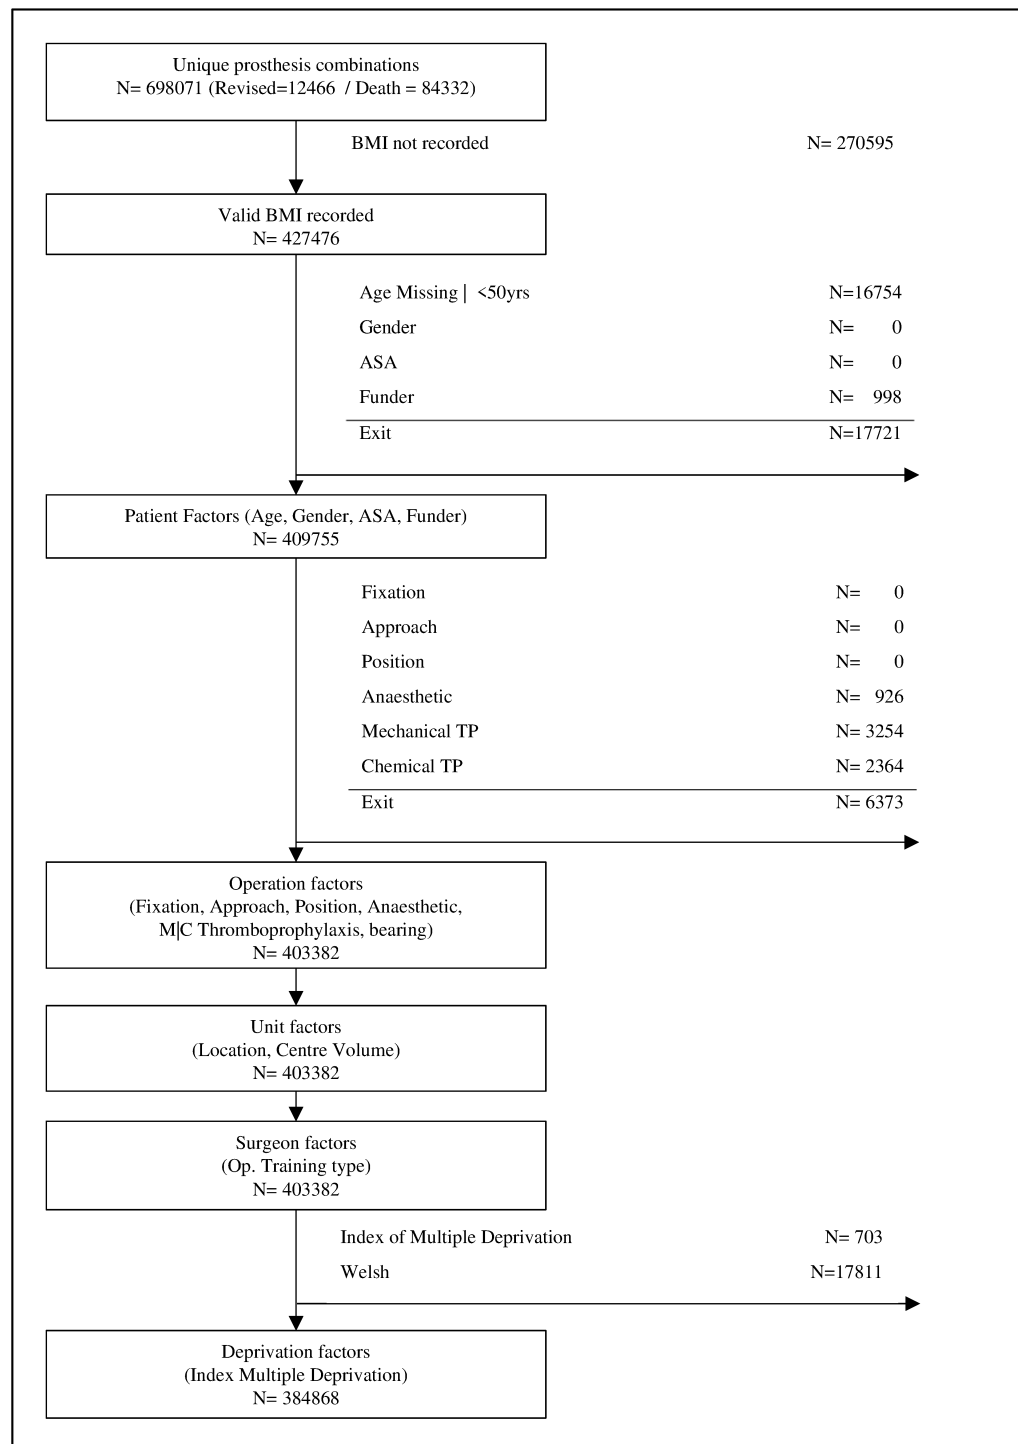 Unique prosthesis combinations
N= 698071 (Revised=12466 / Death = 84332)
BMI not recorded N= 270595
Valid BMI recorded
N= 427476
Age Missing | <50yrs N=16754
Gender N= 0
ASA N= 0
Funder N= 998
Exit N=17721
Patient Factors (Age, Gender, ASA, Funder)
N= 409755
Fixation N= 0
Approach N= 0
Position N= 0
Anaesthetic N= 926
Mechanical TP N= 3254
Chemical TP N= 2364
Exit N= 6373
Operation factors
(Fixation, Approach, Position, Anaesthetic,
M|C Thromboprophylaxis, bearing)
N= 403382
Unit factors
(Location, Centre Volume)
N= 403382
Surgeon factors
(Op. Training type)
N= 403382
Index of Multiple Deprivation N= 703
Welsh N=17811
Deprivation factors
(Index Multiple Deprivation)
N= 384868